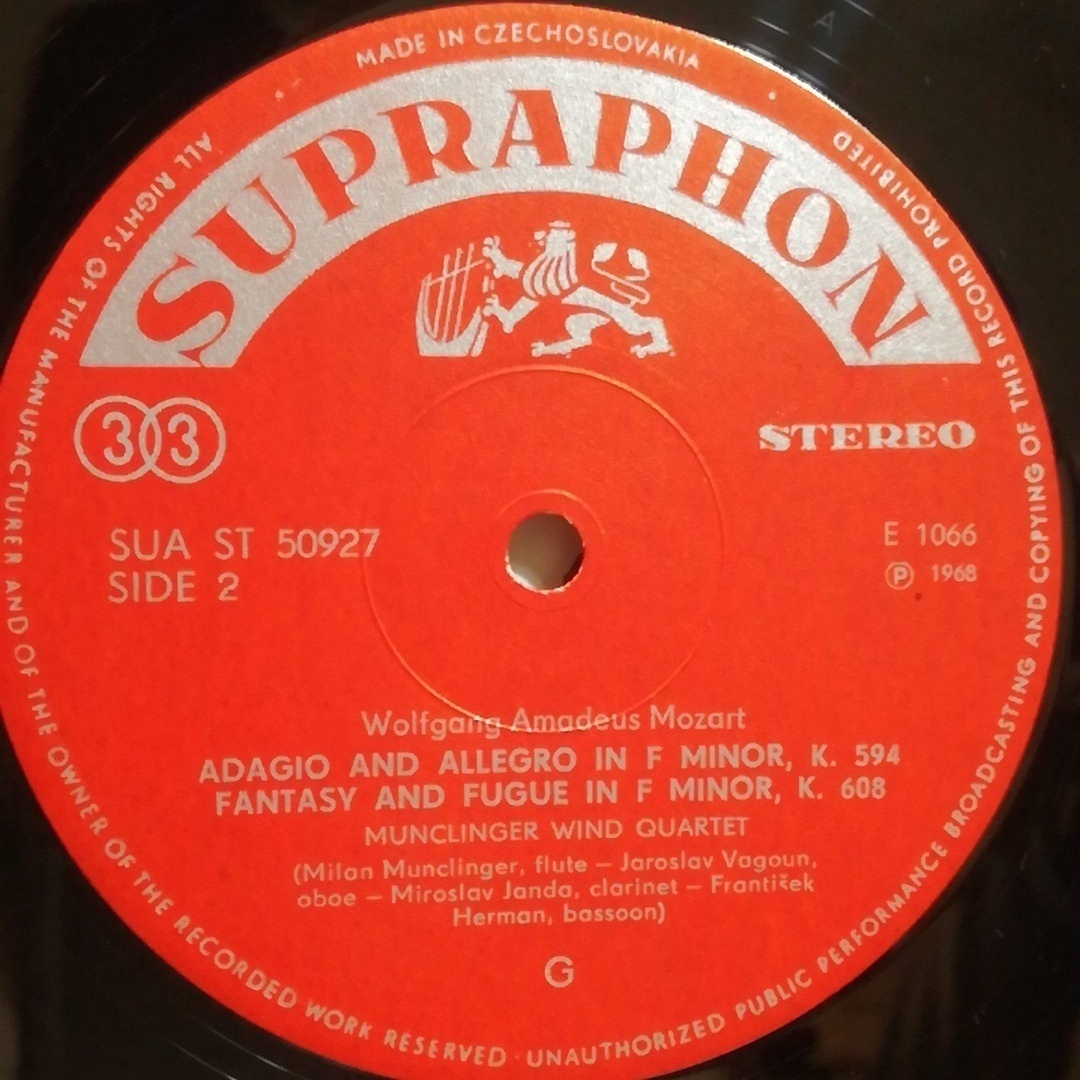 MADE IN CZECHOSLOVAKIA
SUPRAPHON
33
STEREO
SUA ST 50927
SIDE 2
E 1066
Ⓟ 1968
Wolfgang Amadeus Mozart
ADAGIO AND ALLEGRO IN F MINOR, K. 594
FANTASY AND FUGUE IN F MINOR, K. 608
MUNCLINGER WIND QUARTET
(Milan Munclinger, flute – Jaroslav Vagoun,
oboe – Miroslav Janda, clarinet – František
Herman, bassoon)
G
ALL RIGHTS OF THE MANUFACTURER AND OF THE OWNER OF THE RECORDED WORK RESERVED · UNAUTHORIZED PUBLIC PERFORMANCE BROADCASTING AND COPYING OF THIS RECORD PROHIBITED